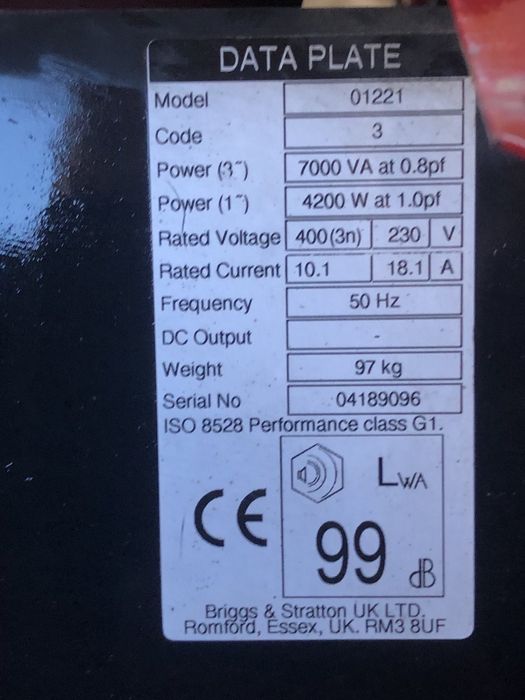 DATA PLATE
Model 01221
Code 3
Power (3~) 7000 VA at 0.8pf
Power (1~) 4200 W at 1.0pf
Rated Voltage 400(3n) 230 V
Rated Current 10.1 18.1 A
Frequency 50 Hz
DC Output -
Weight 97 kg
Serial No 04189096
ISO 8528 Performance class G1.
LWA
CE
99 dB
Briggs & Stratton UK LTD.
Romford, Essex, UK. RM3 8UF